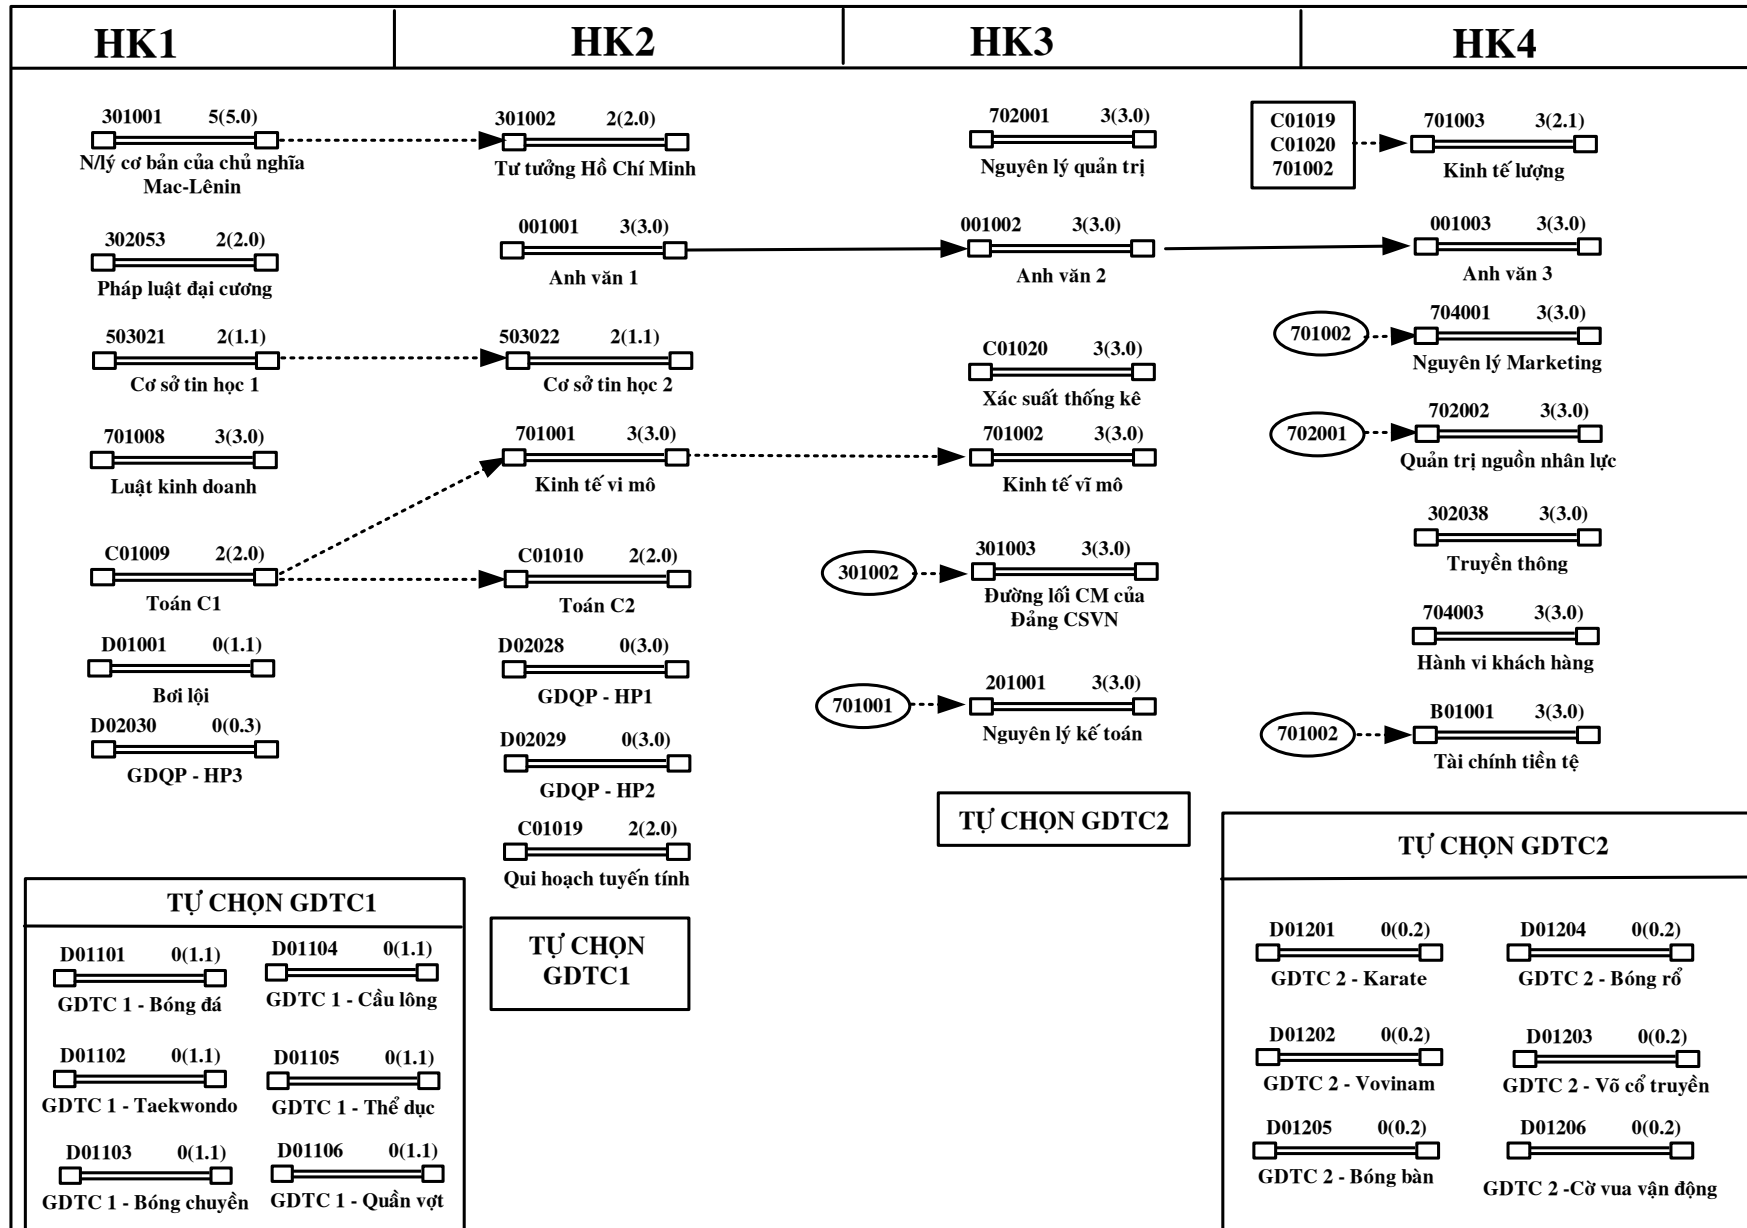 HK1
HK2
HK3
HK4
301001 5(5.0)
N/lý cơ bản của chủ nghĩa
Mac-Lênin
302053 2(2.0)
Pháp luật đại cương
503021 2(1.1)
Cơ sở tin học 1
701008 3(3.0)
Luật kinh doanh
C01009 2(2.0)
Toán C1
D01001 0(1.1)
Bơi lội
D02030 0(0.3)
GDQP - HP3
TỰ CHỌN GDTC1
D01101 0(1.1)
GDTC 1 - Bóng đá
D01104 0(1.1)
GDTC 1 - Cầu lông
D01102 0(1.1)
GDTC 1 - Taekwondo
D01105 0(1.1)
GDTC 1 - Thể dục
D01103 0(1.1)
GDTC 1 - Bóng chuyền
D01106 0(1.1)
GDTC 1 - Quần vợt
301002 2(2.0)
Tư tưởng Hồ Chí Minh
001001 3(3.0)
Anh văn 1
503022 2(1.1)
Cơ sở tin học 2
701001 3(3.0)
Kinh tế vi mô
C01010 2(2.0)
Toán C2
D02028 0(3.0)
GDQP - HP1
D02029 0(3.0)
GDQP - HP2
C01019 2(2.0)
Qui hoạch tuyến tính
TỰ CHỌN
GDTC1
702001 3(3.0)
Nguyên lý quản trị
001002 3(3.0)
Anh văn 2
C01020 3(3.0)
Xác suất thống kê
701002 3(3.0)
Kinh tế vĩ mô
301002
301003 3(3.0)
Đường lối CM của
Đảng CSVN
701001
201001 3(3.0)
Nguyên lý kế toán
TỰ CHỌN GDTC2
C01019
C01020
701002
701003 3(2.1)
Kinh tế lượng
001003 3(3.0)
Anh văn 3
701002
704001 3(3.0)
Nguyên lý Marketing
702001
702002 3(3.0)
Quản trị nguồn nhân lực
302038 3(3.0)
Truyền thông
704003 3(3.0)
Hành vi khách hàng
701002
B01001 3(3.0)
Tài chính tiền tệ
TỰ CHỌN GDTC2
D01201 0(0.2)
GDTC 2 - Karate
D01204 0(0.2)
GDTC 2 - Bóng rổ
D01202 0(0.2)
GDTC 2 - Vovinam
D01203 0(0.2)
GDTC 2 - Võ cổ truyền
D01205 0(0.2)
GDTC 2 - Bóng bàn
D01206 0(0.2)
GDTC 2 -Cờ vua vận động